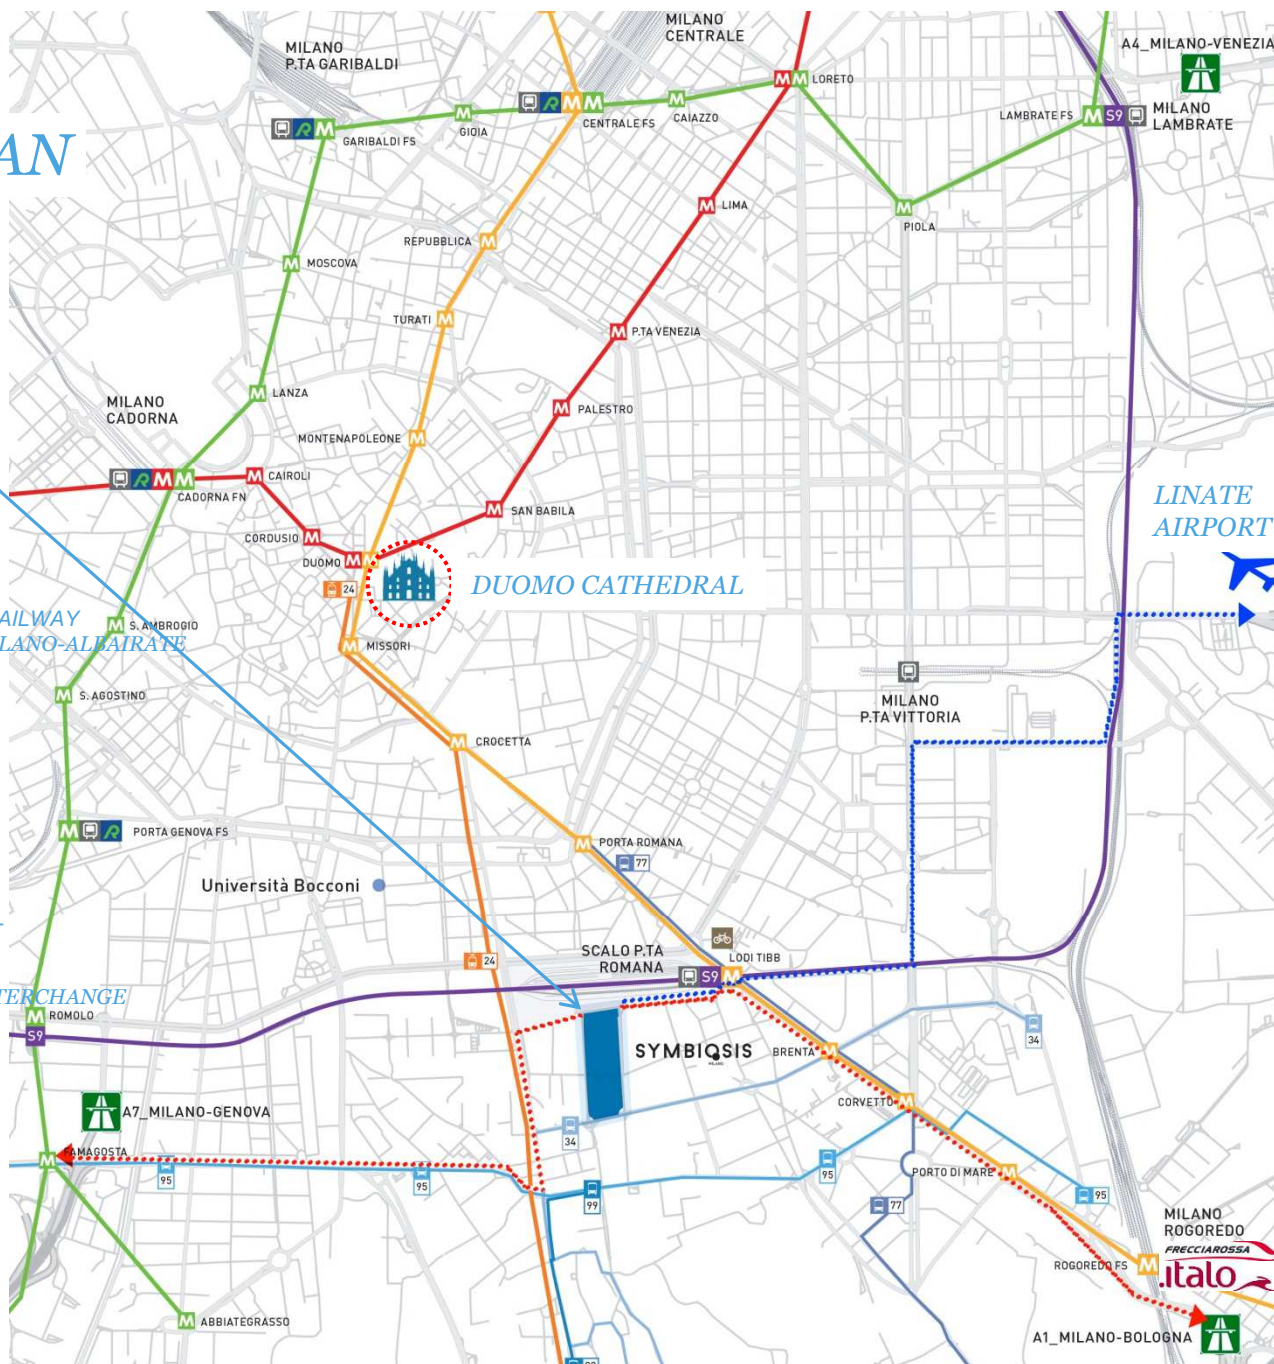 MILANO
CENTRALE
MILANO
P.TA GARIBALDI
A4_MILANO-VENEZIA
M M LORETO
R M M
CENTRALE FS
M
CAIAZZO
M
GIOIA
R M
GARIBALDI FS
LAMBRATE FS M S9
MILANO
LAMBRATE
AN
M LIMA
M
PIOLA
REPUBBLICA M
M MOSCOVA
TURATI M
M P.TA VENEZIA
M LANZA
MILANO
CADORNA
M PALESTRO
MONTENAPOLEONE M
R M M
CADORNA FN
M CAIROLI
M SAN BABILA
LINATE
AIRPORT
CORDUSIO M
DUOMO M M
24
DUOMO CATHEDRAL
AILWAY
M S. AMBROGIO
LANO-ALBAIRATE
M MISSORI
M S. AGOSTINO
MILANO
P.TA VITTORIA
M CROCETTA
M R PORTA GENOVA FS
M PORTA ROMANA
77
Università Bocconi
24
SCALO P.TA
ROMANA
LODI TIBB
S9 M
TERCHANGE
M ROMOLO
S9
34
SYMBIOSIS
MILANO
BRENTA M
A7_MILANO-GENOVA
CORVETTO M
34
FAMAGOSTA
M
95
95
95
PORTO DI MARE M
99
77
95
MILANO
ROGOREDO
FRECCIAROSSA
.italo
ROGOREDO FS M
M ABBIATEGRASSO
A1_MILANO-BOLOGNA